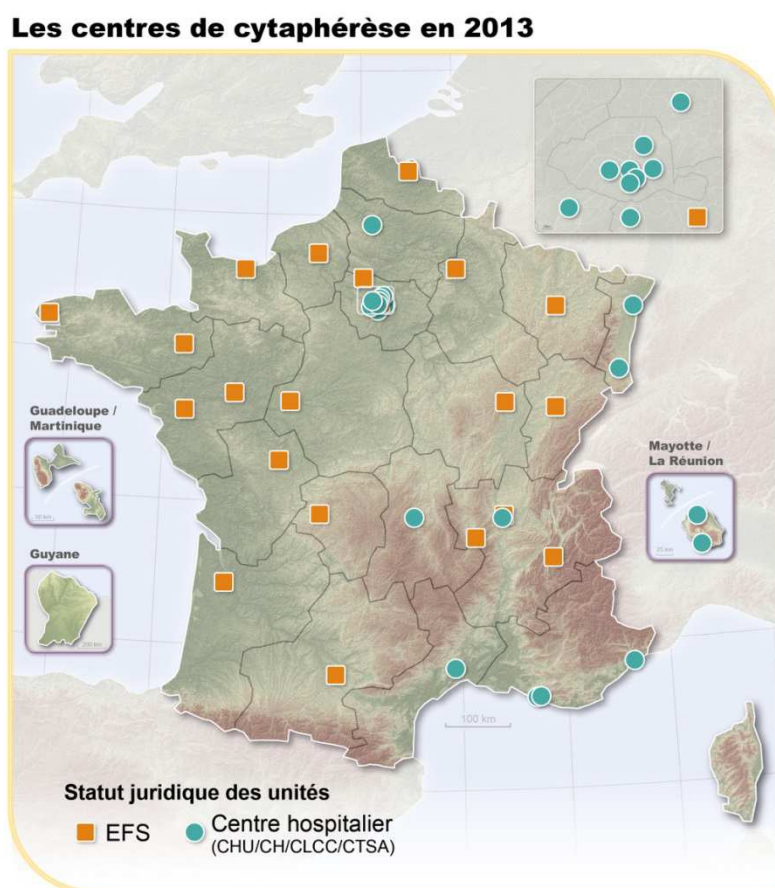 Les centres de cytaphérèse en 2013
Guadeloupe /
Martinique
Mayotte /
La Réunion
Guyane
100 km
Statut juridique des unités
EFS
Centre hospitalier
(CHU/CH/CLCC/CTSA)